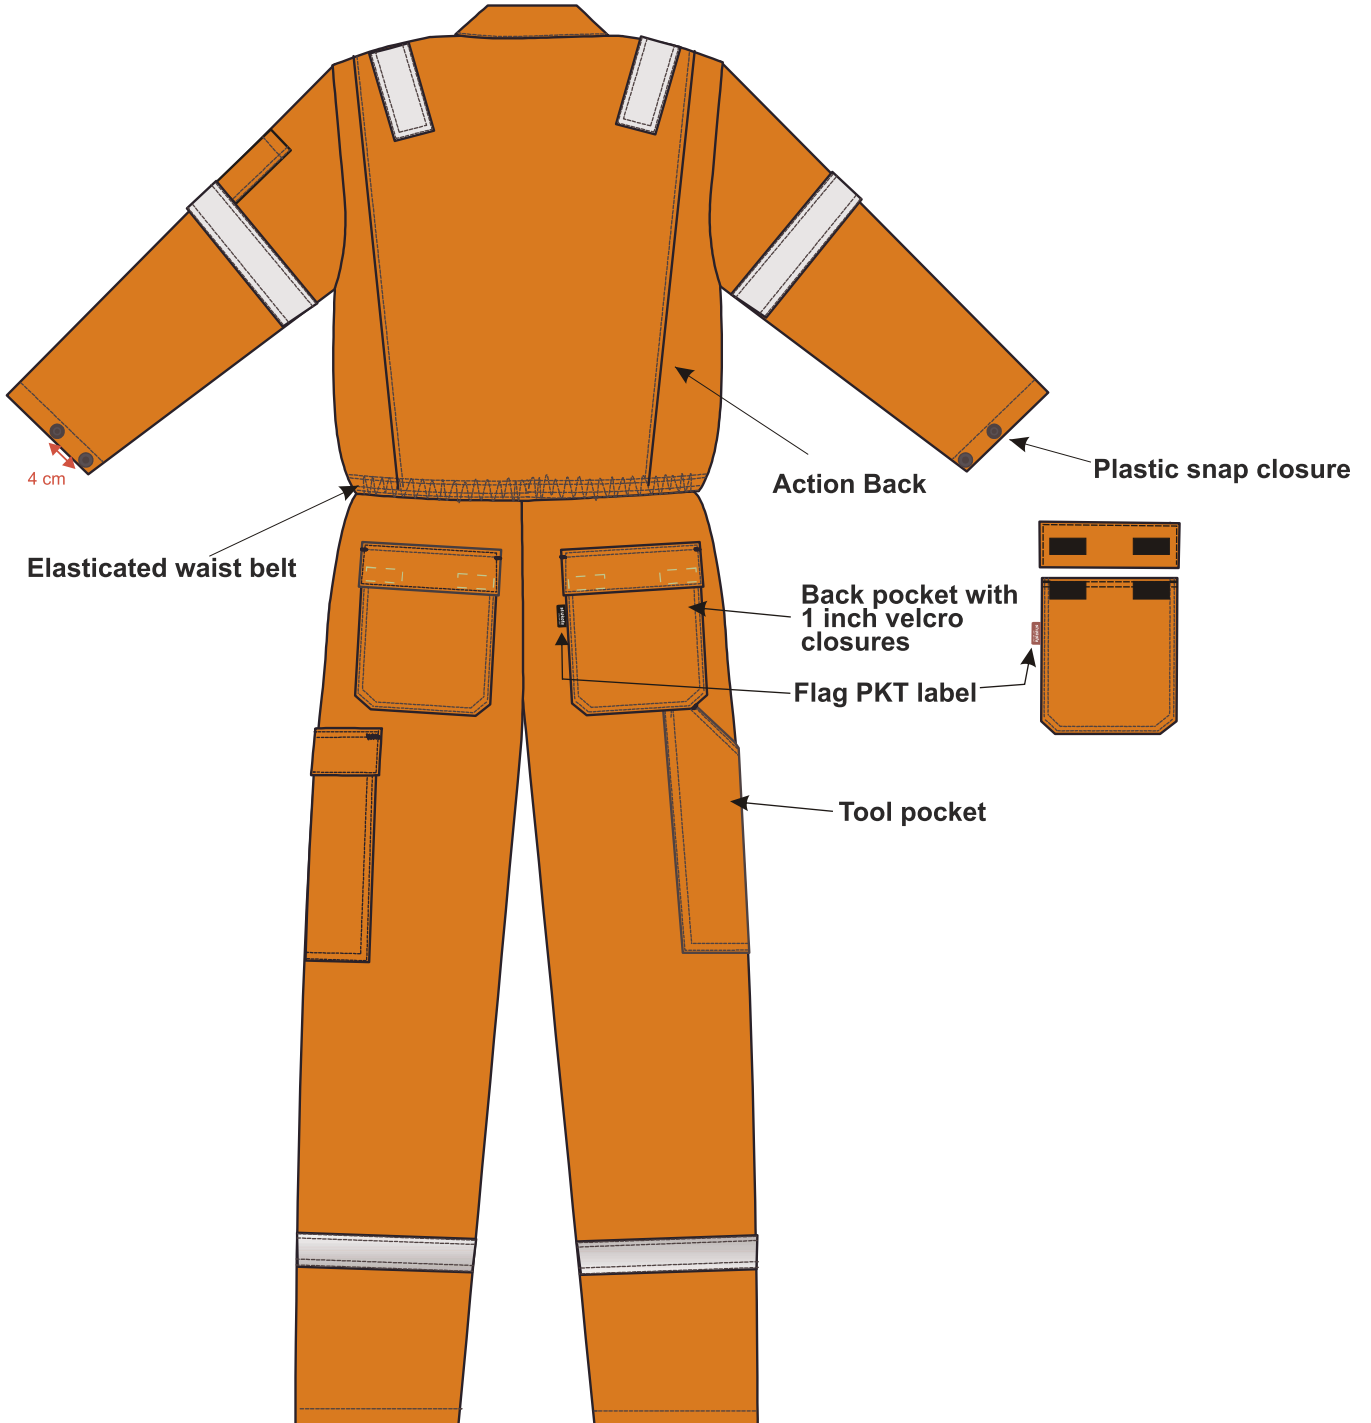 4 cm
Plastic snap closure
Action Back
Elasticated waist belt
Back pocket with
1 inch velcro
closures
Flag PKT label
Tool pocket